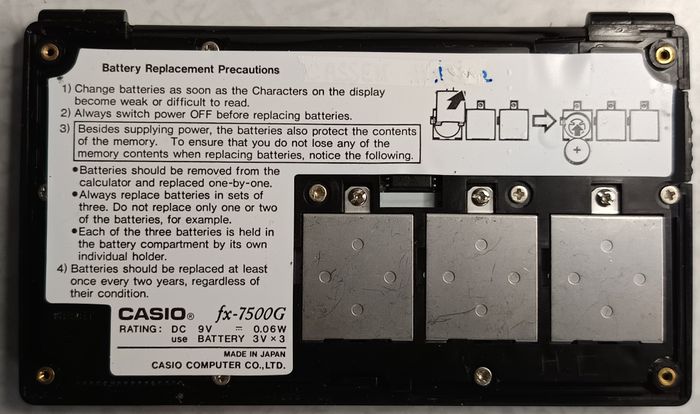 Battery Replacement Precautions
1) Change batteries as soon as the Characters on the display
become weak or difficult to read.
2) Always switch power OFF before replacing batteries.
3) Besides supplying power, the batteries also protect the contents
of the memory. To ensure that you do not lose any of the
memory contents when replacing batteries, notice the following.
•Batteries should be removed from the
calculator and replaced one-by-one.
•Always replace batteries in sets of
three. Do not replace only one or two
of the batteries, for example.
•Each of the three batteries is held in
the battery compartment by its own
individual holder.
4) Batteries should be replaced at least
once every two years, regardless of
their condition.
CASIO® fx-7500G
RATING: DC 9V ⎓ 0.06W
use BATTERY 3V×3
MADE IN JAPAN
CASIO COMPUTER CO., LTD.